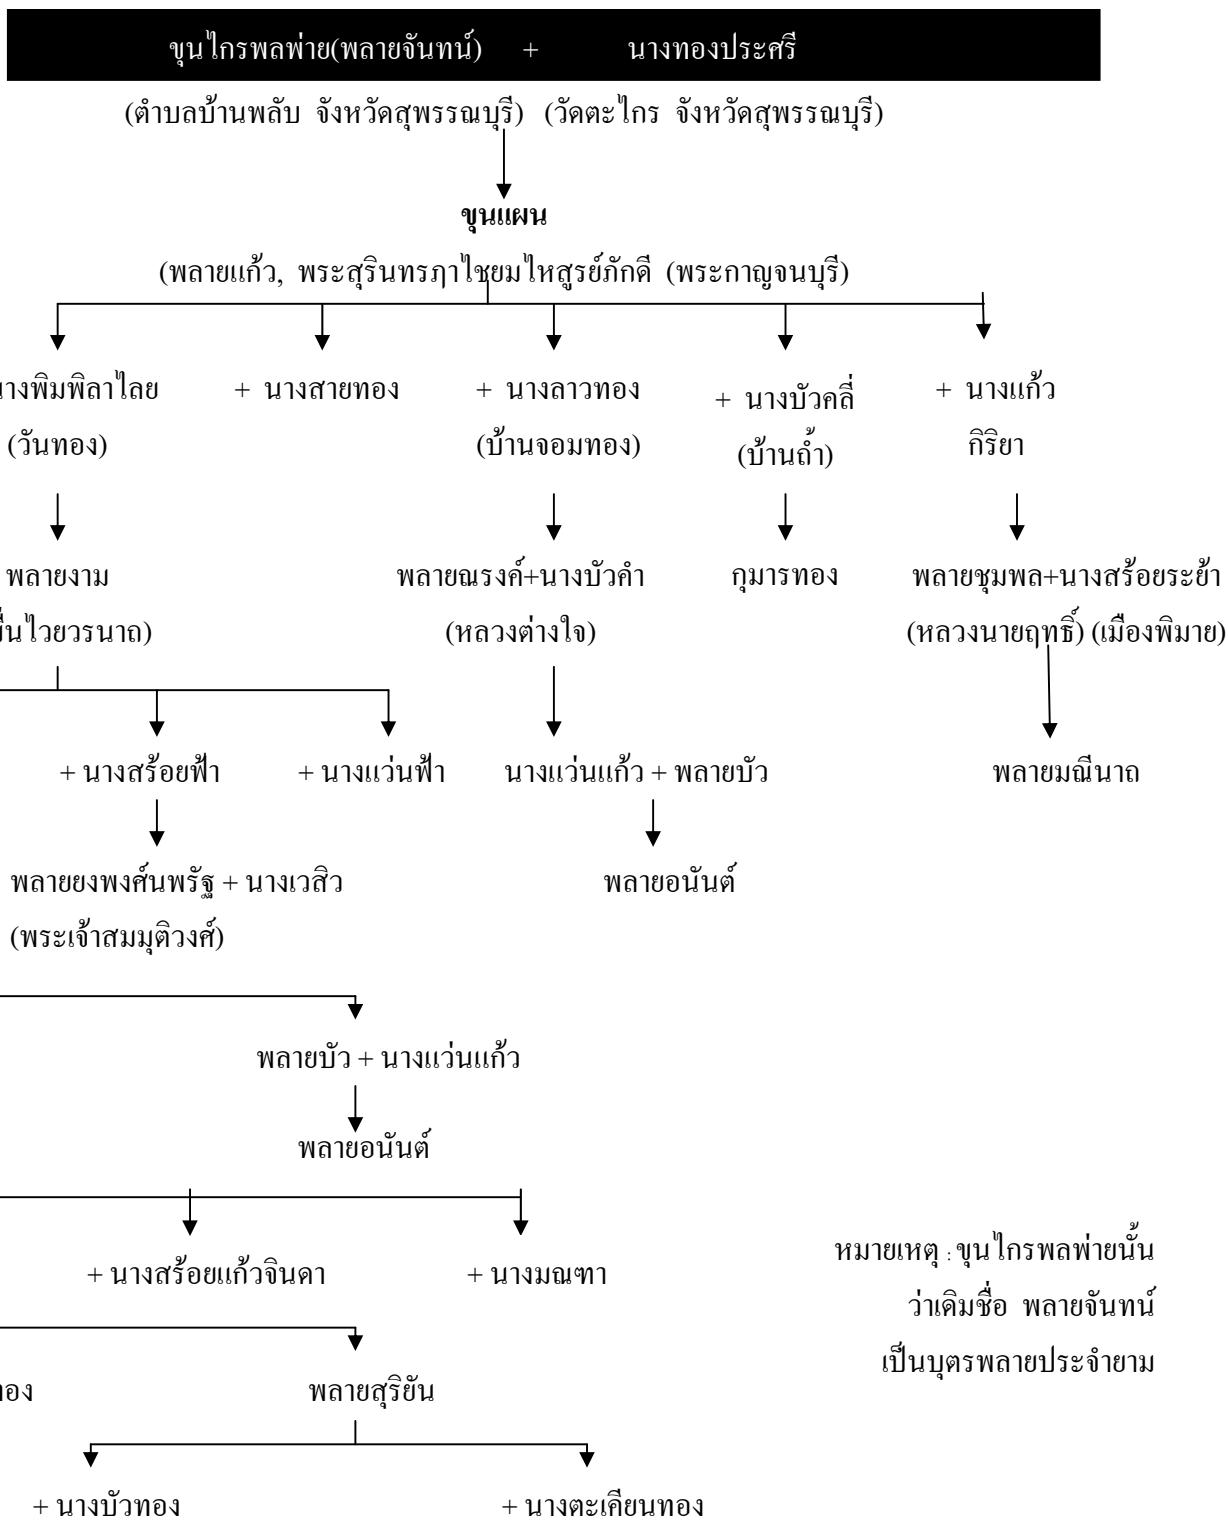 ขุนไกรพลพ่าย(พลายจันทน์) + นางทองประศรี
(ตำบลบ้านพลับ จังหวัดสุพรรณบุรี) (วัดตะไกร จังหวัดสุพรรณบุรี)
ขุนแผน
(พลายแก้ว, พระสุรินทรฦาไชยมไหสูรย์ภักดี (พระกาญจนบุรี)
นางพิมพิลาไลย + นางสายทอง + นางลาวทอง + นางบัวคลี่ + นางแก้ว
(วันทอง) (บ้านจอมทอง) (บ้านถ้ำ) กิริยา
พลายงาม พลายณรงค์+นางบัวคำ กุมารทอง พลายชุมพล+นางสร้อยระย้า
ื่นไวยวรนาถ) (หลวงต่างใจ) (หลวงนายฤทธิ์) (เมืองพิมาย)
+ นางสร้อยฟ้า + นางแว่นฟ้า นางแว่นแก้ว + พลายบัว พลายมณีนาถ
พลายยงพงศ์นพรัฐ + นางเวสิว พลายอนันต์
(พระเจ้าสมมุติวงศ์)
พลายบัว + นางแว่นแก้ว
พลายอนันต์
+ นางสร้อยแก้วจินดา + นางมณฑา
หมายเหตุ : ขุนไกรพลพ่ายนั้น
ว่าเดิมชื่อ พลายจันทน์
เป็นบุตรพลายประจำยาม
อง พลายสุริยัน
+ นางบัวทอง + นางตะเคียนทอง